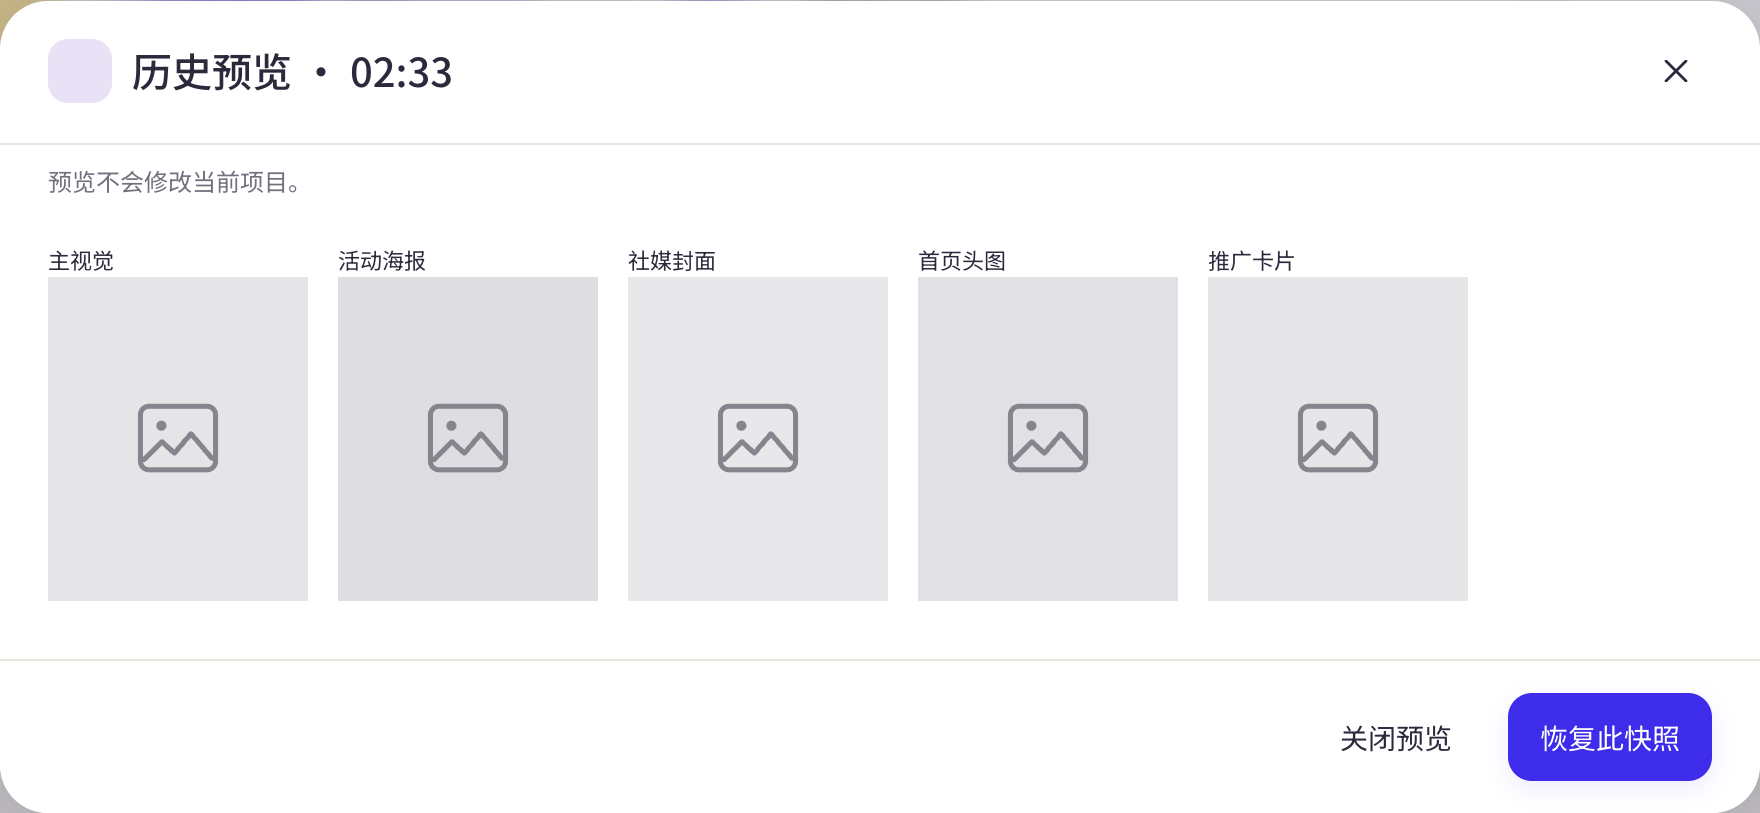 历史预览 · 02:33
预览不会修改当前项目。
主视觉
活动海报
社媒封面
首页头图
推广卡片
关闭预览
恢复此快照